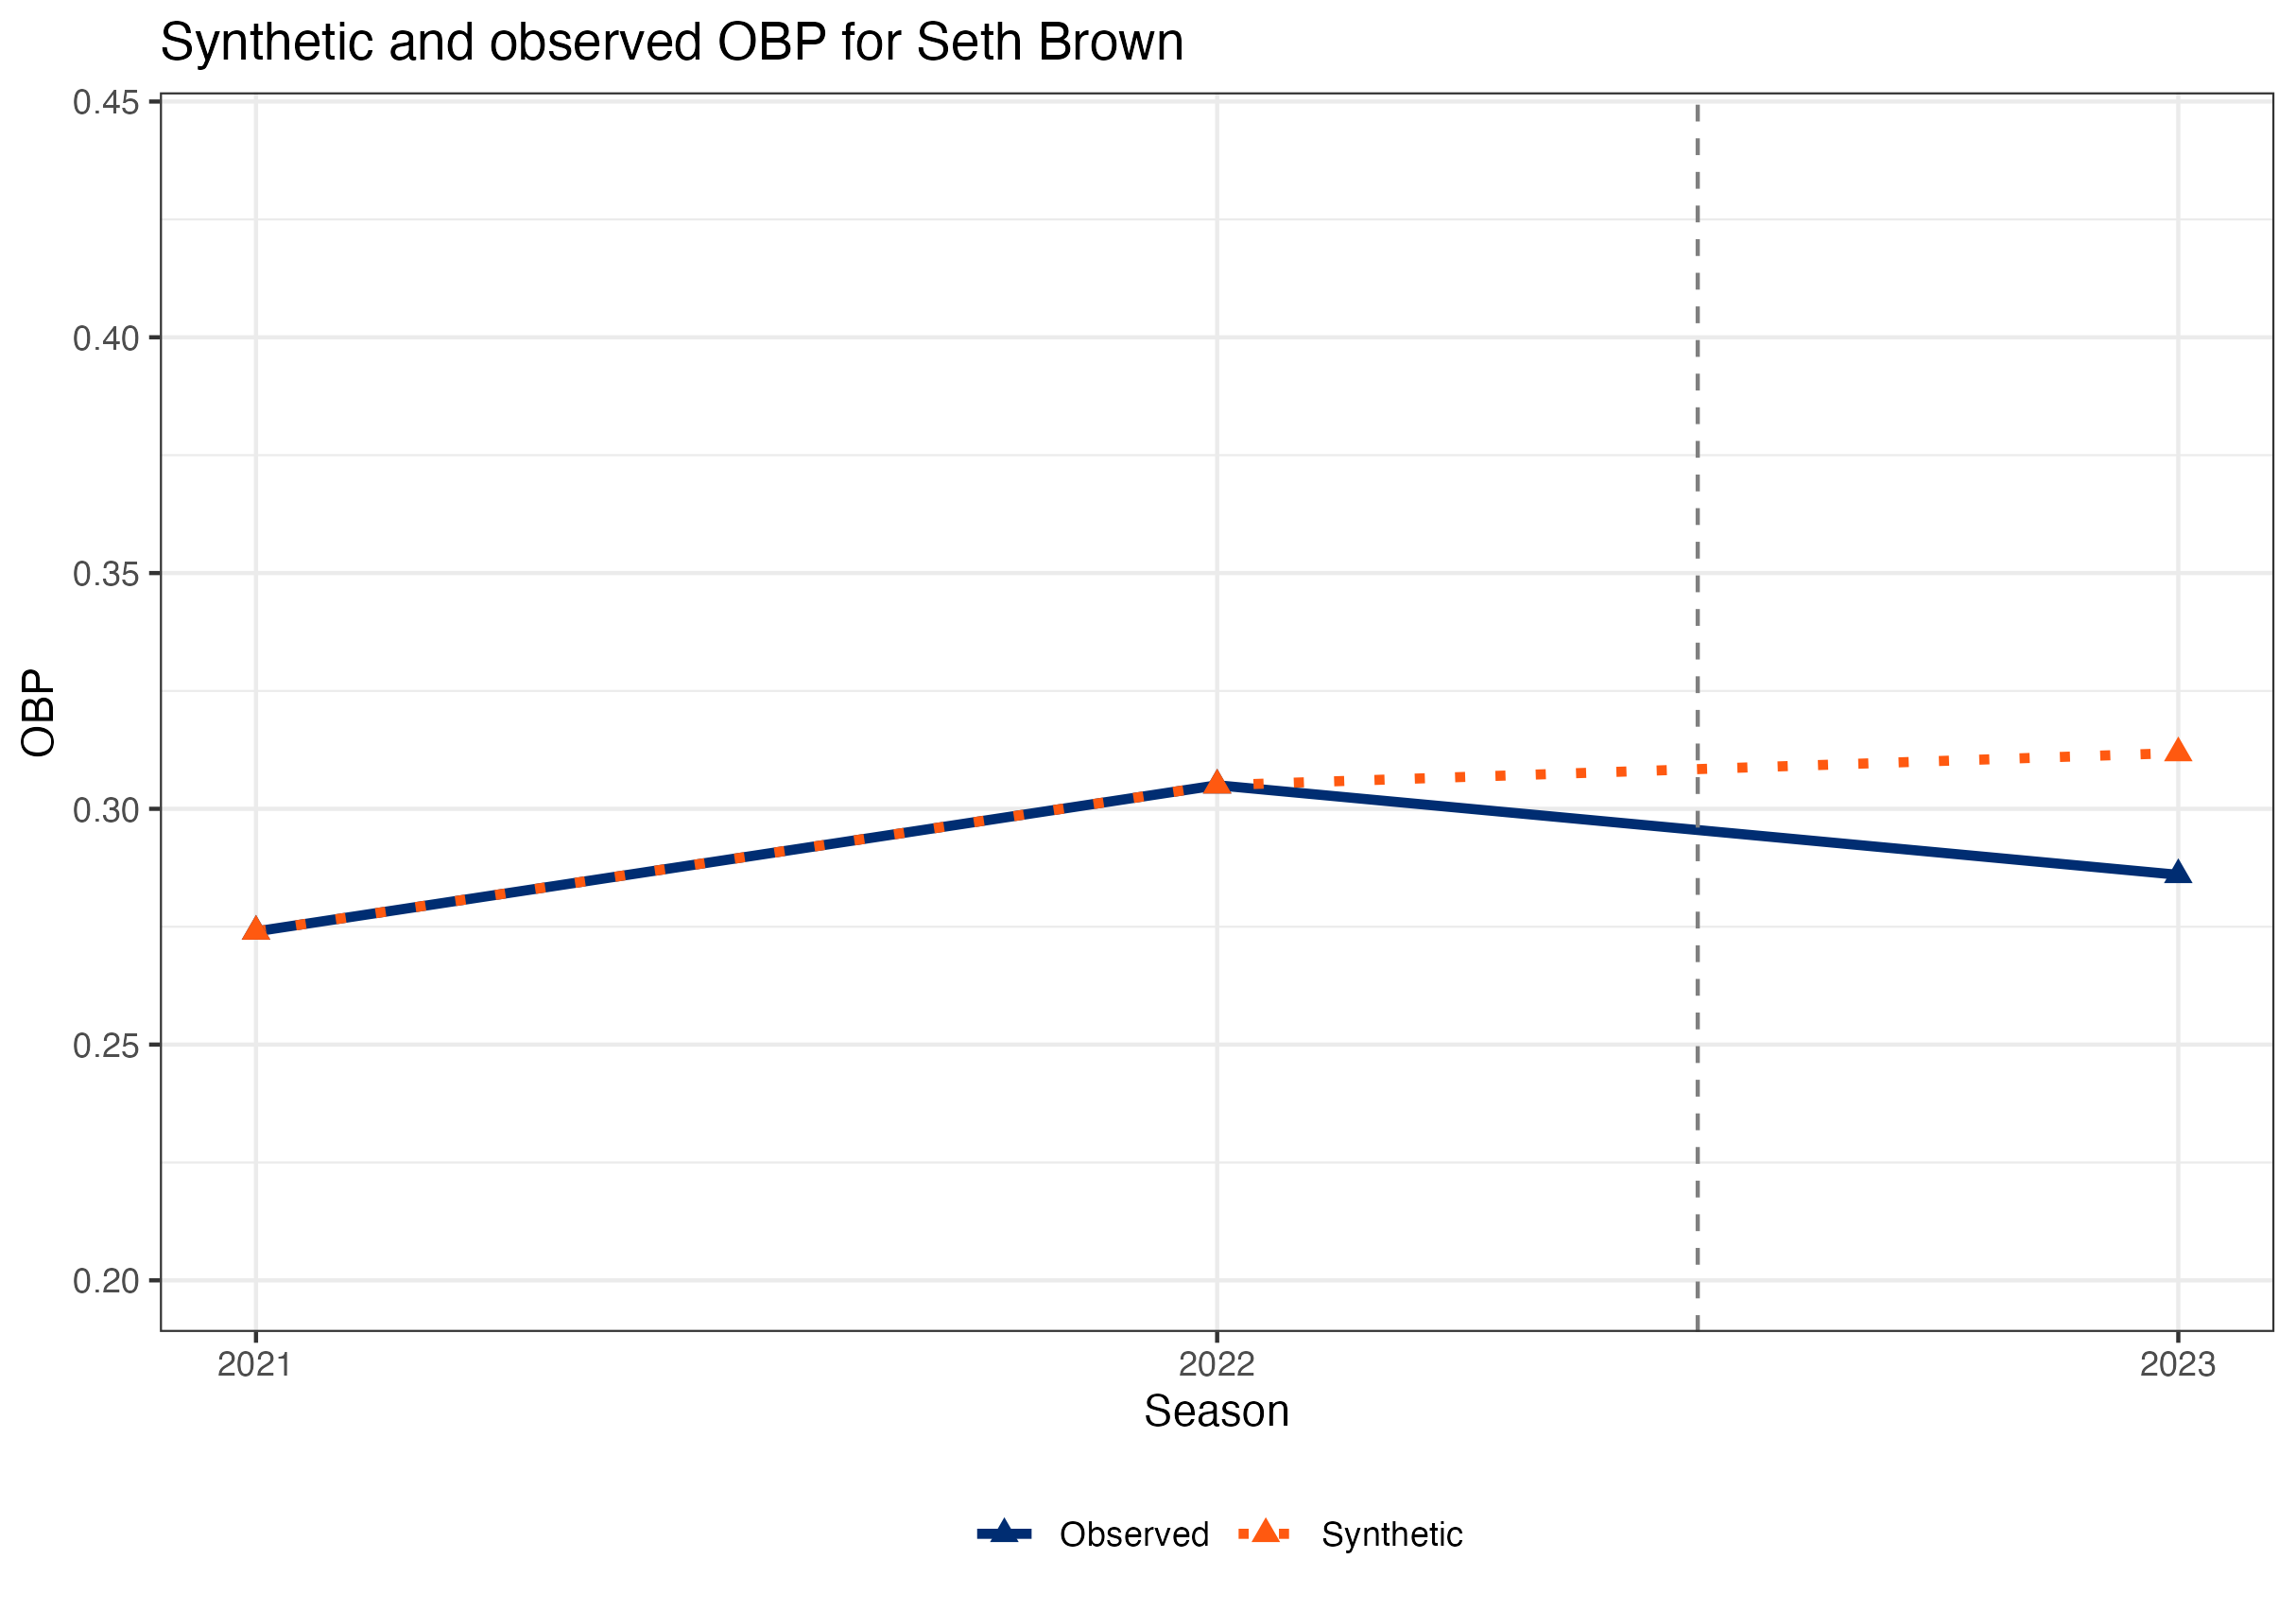 Synthetic and observed OBP for Seth Brown
0.45
0.40
0.35
0.30
0.25
0.20
OBP
2021 2022 2023
Season
Observed Synthetic